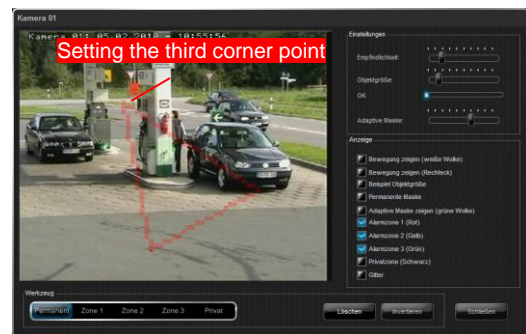 Kamera 01
Kamera 01: 05.02.2010 - 10:55:56
Setting the third corner point
Einstellungen
Empfindlichkeit:
Objektgröße:
OK
Adaptive Maske:
Anzeige
Bewegung zeigen (weiße Wolke)
Bewegung zeigen (Rechteck)
Beispiel Objektgröße
Permanente Maske
Adaptive Maske zeigen (grüne Wolke)
Alarmzone 1 (Rot)
Alarmzone 2 (Gelb)
Alarmzone 3 (Grün)
Privatzone (Schwarz)
Gitter
Werkzeug
Permanent Zone 1 Zone 2 Zone 3 Privat
Löschen Invertieren Schließen